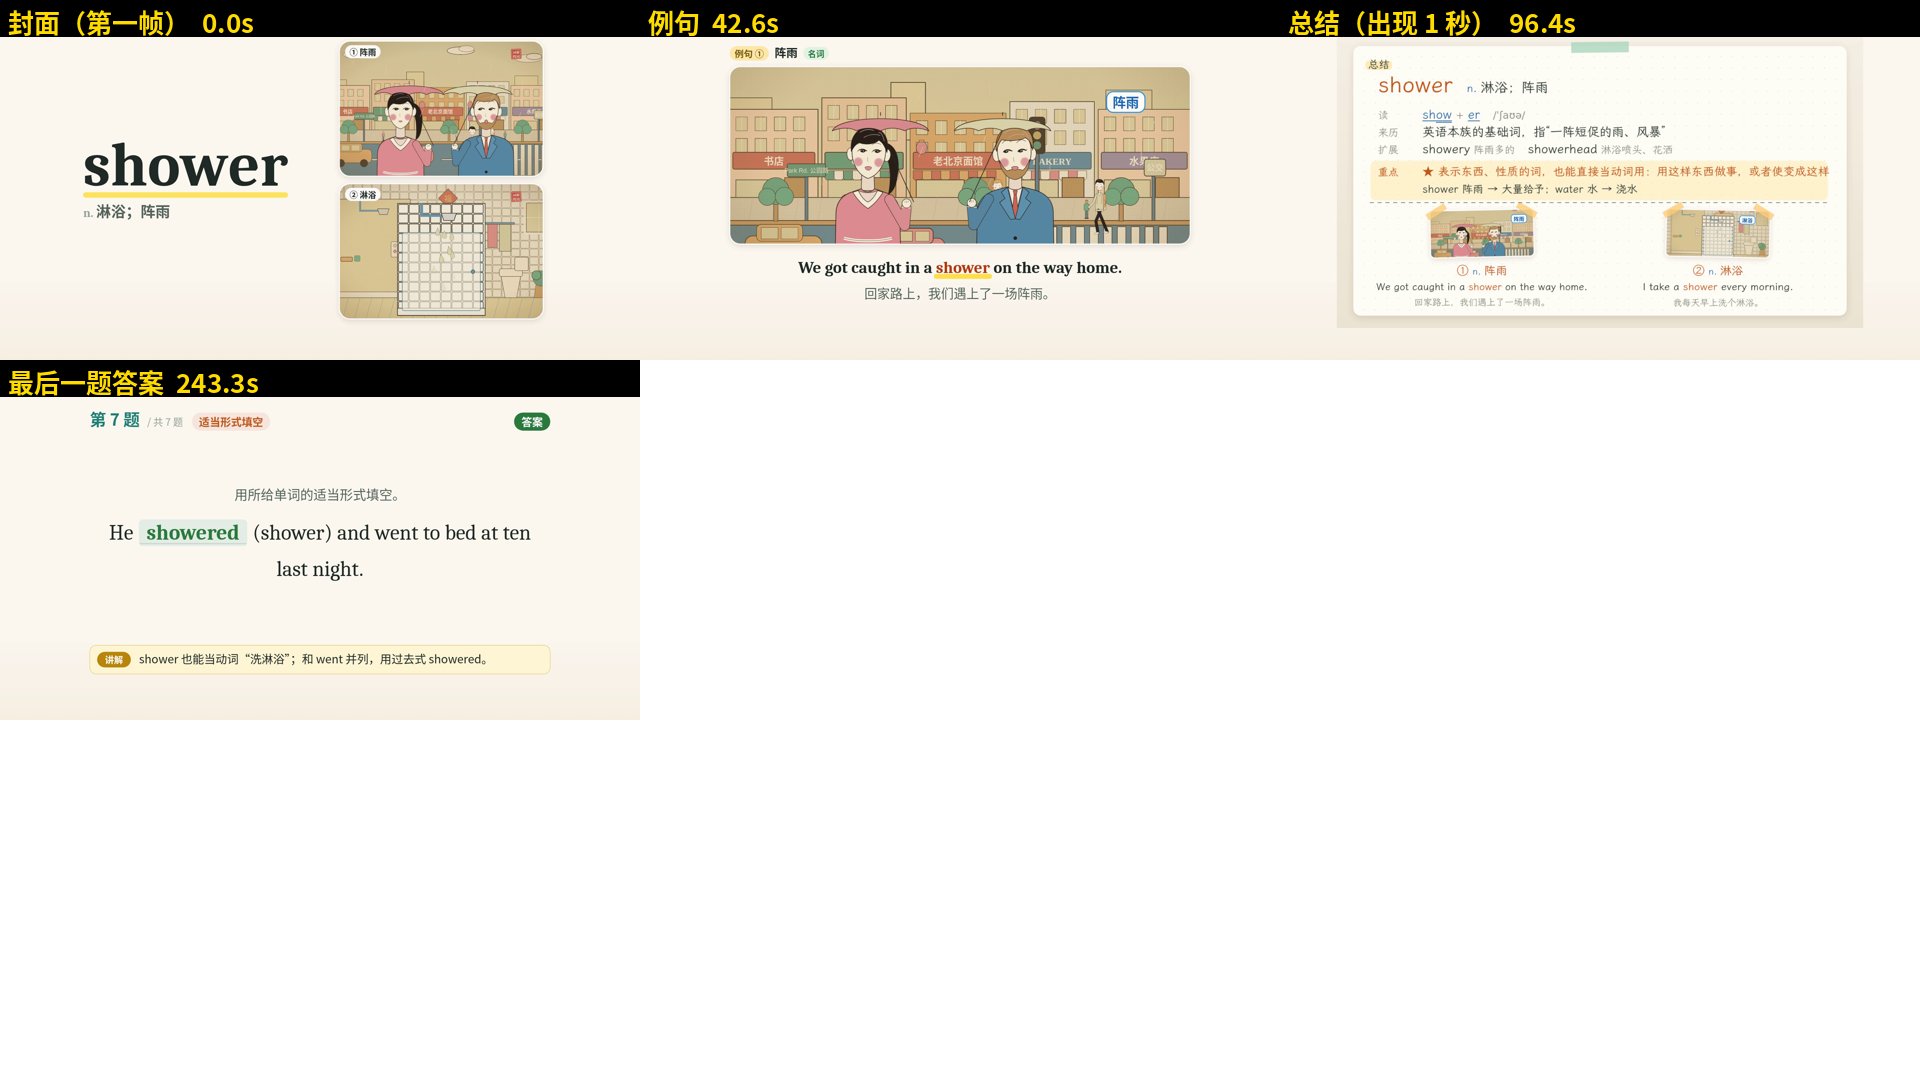 封面（第一帧） 0.0s
shower
n. 淋浴；阵雨
① 阵雨
书店
老北京面馆
② 淋浴
例句 42.6s
例句 ① 阵雨 名词
阵雨
书店
老北京面馆
AKERY
公交
We got caught in a shower on the way home.
回家路上，我们遇上了一场阵雨。
总结（出现 1 秒） 96.4s
总结
shower n. 淋浴；阵雨
读 show + er /ˈʃaʊə/
来历 英语本族的基础词，指“一阵短促的雨、风暴”
扩展 showery 阵雨多的 showerhead 淋浴喷头、花洒
重点 ★ 表示东西、性质的词，也能直接当动词用：用这样东西做事，或者使变成这样
shower 阵雨 → 大量给予；water 水 → 浇水
阵雨
淋浴
① n. 阵雨
We got caught in a shower on the way home.
回家路上，我们遇上了一场阵雨。
② n. 淋浴
I take a shower every morning.
我每天早上洗个淋浴。
最后一题答案 243.3s
第 7 题 / 共 7 题 适当形式填空
答案
用所给单词的适当形式填空。
He showered (shower) and went to bed at ten
last night.
讲解 shower 也能当动词“洗淋浴”；和 went 并列，用过去式 showered。